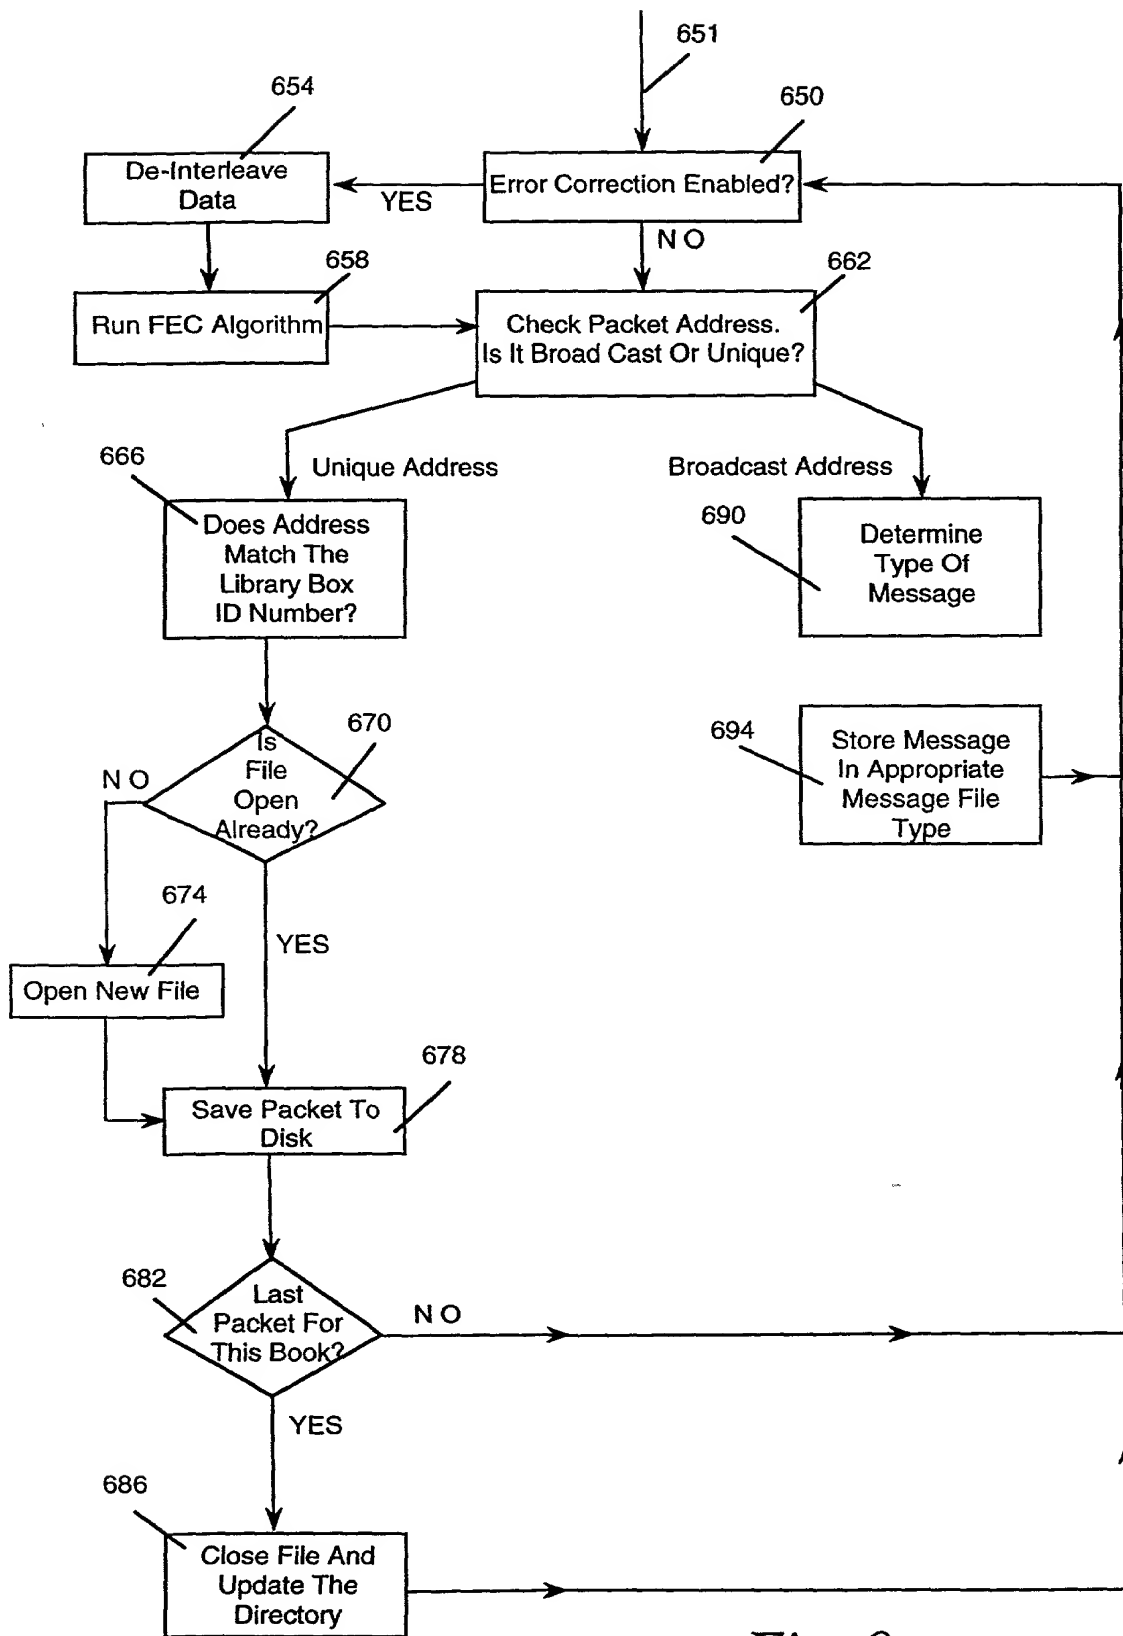 651
654
650
De-Interleave
Data
YES
Error Correction Enabled?
NO
658
662
Run FEC Algorithm
Check Packet Address.
Is It Broad Cast Or Unique?
666
Unique Address
Broadcast Address
Does Address
Match The
Library Box
ID Number?
690
Determine
Type Of
Message
670
Is
File
Open
Already?
NO
694
Store Message
In Appropriate
Message File
Type
674
YES
Open New File
678
Save Packet To
Disk
682
Last
Packet For
This Book?
NO
YES
686
Close File And
Update The
Directory